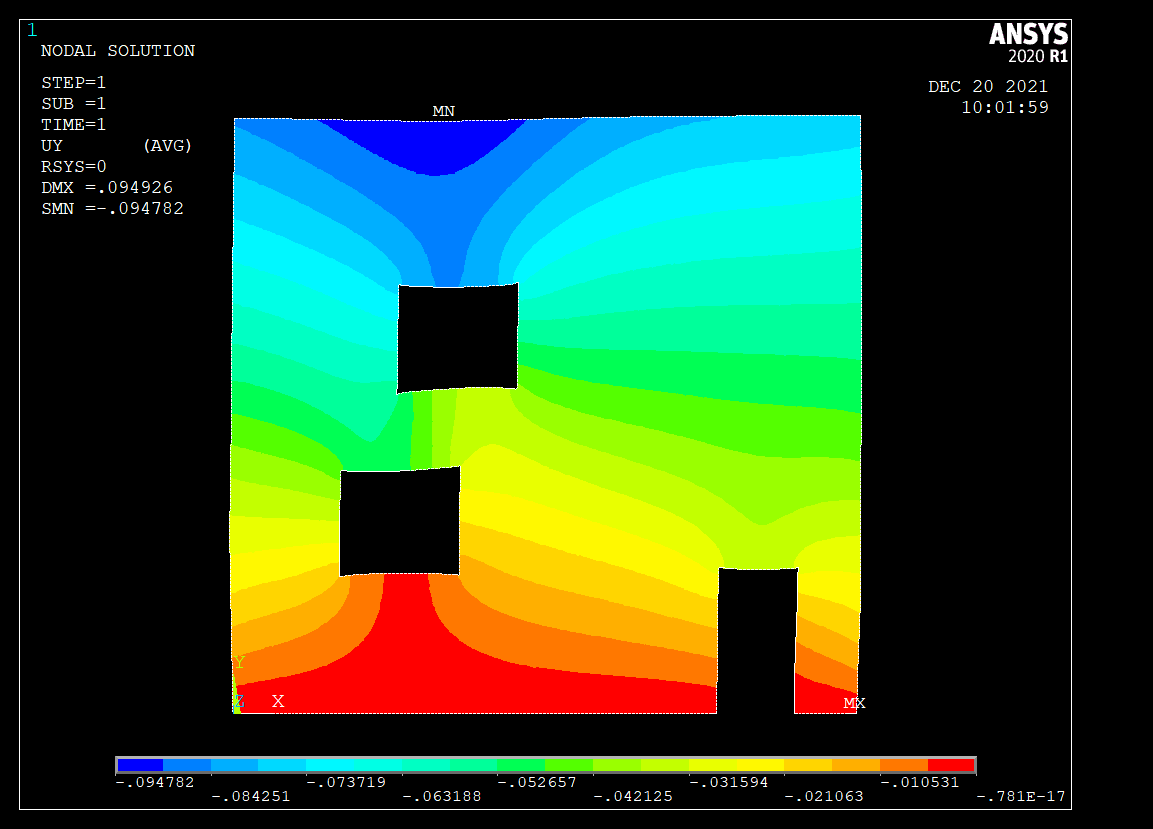 1
ANSYS
2020 R1
NODAL SOLUTION
STEP=1
SUB =1
TIME=1
UY (AVG)
RSYS=0
DMX =.094926
SMN =-.094782
DEC 20 2021
10:01:59
MN
Y
Z X
MX
-.094782 -.073719 -.052657 -.031594 -.010531
-.084251 -.063188 -.042125 -.021063 -.781E-17